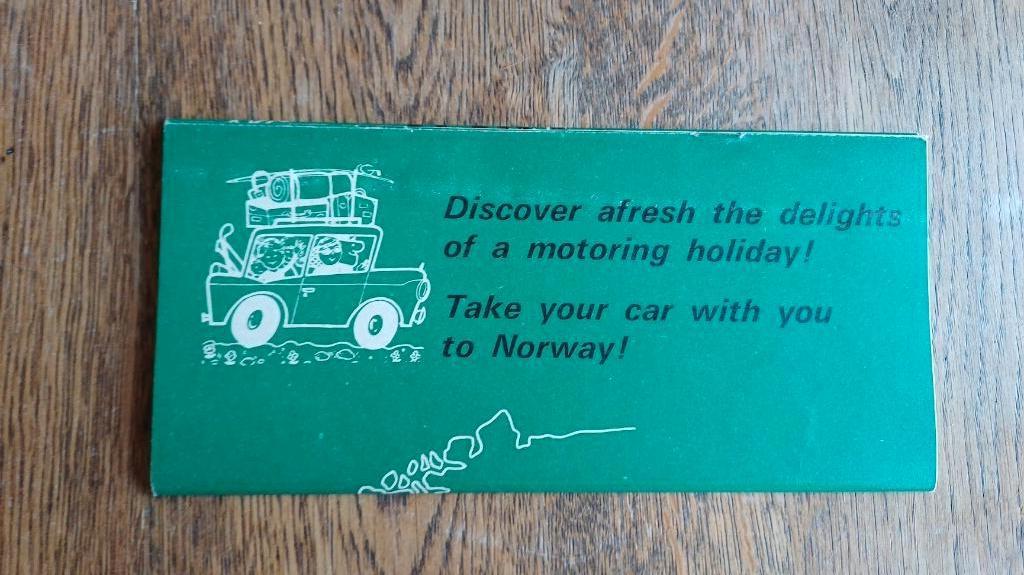 Discover afresh the delights
of a motoring holiday!
Take your car with you
to Norway!